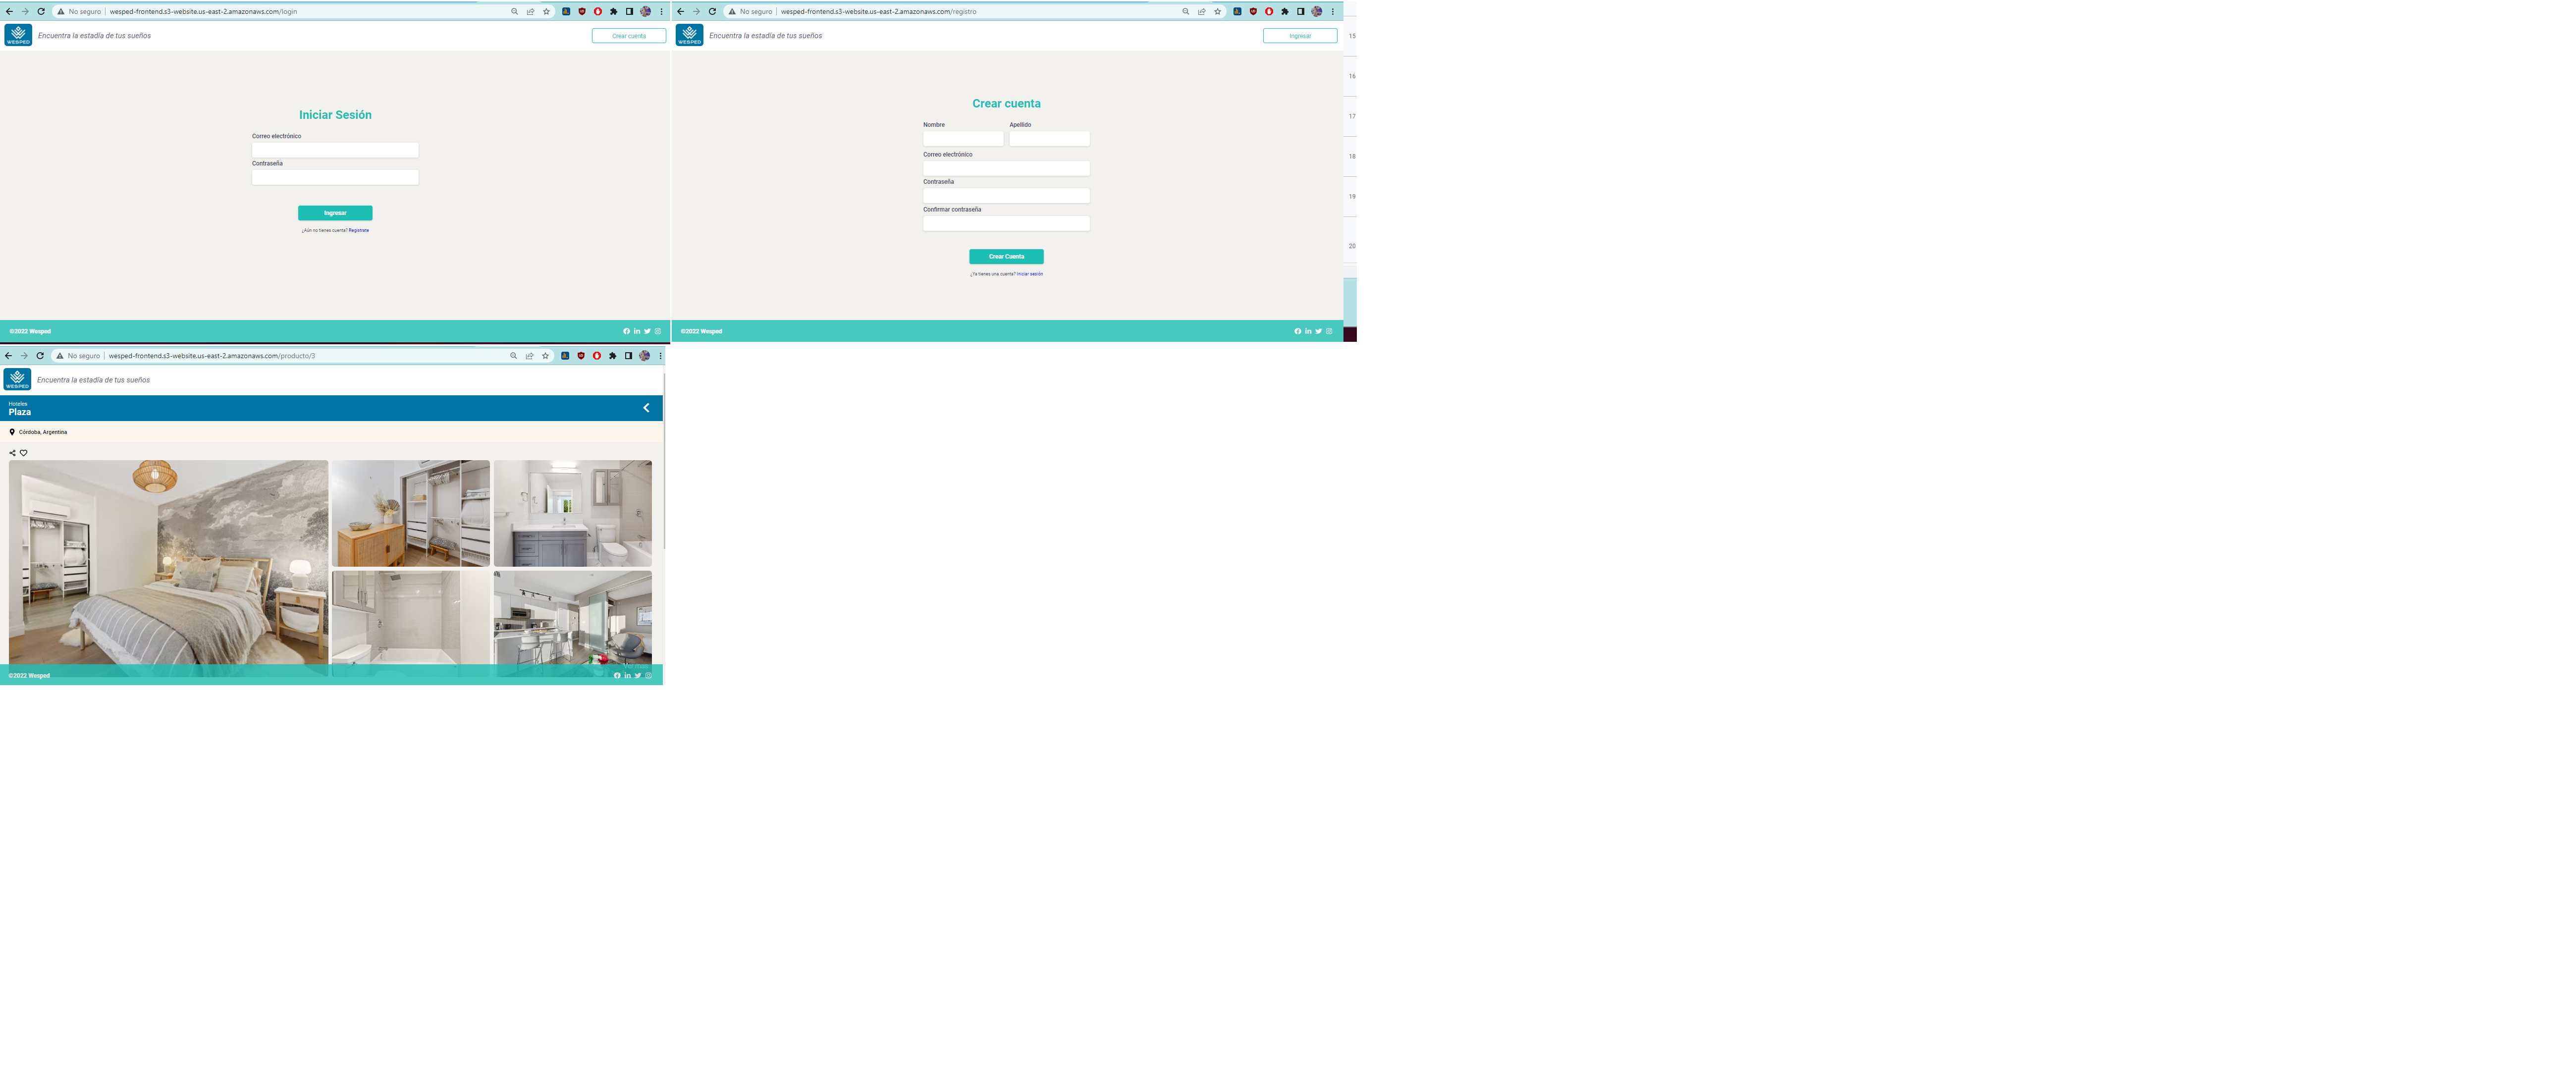 No seguro
wesped-frontend.s3-website.us-east-2.amazonaws.com/login
WESPED
Encuentra la estadía de tus sueños
Crear cuenta
Iniciar Sesión
Correo electrónico
Contraseña
Ingresar
¿Aún no tienes cuenta? Registrate
©2022 Wesped
No seguro
wesped-frontend.s3-website.us-east-2.amazonaws.com/registro
WESPED
Encuentra la estadía de tus sueños
Ingresar
Crear cuenta
Nombre
Apellido
Correo electrónico
Contraseña
Confirmar contraseña
Crear Cuenta
¿Ya tienes una cuenta? Iniciar sesión
©2022 Wesped
15
16
17
18
19
20
No seguro
wesped-frontend.s3-website.us-east-2.amazonaws.com/producto/3
WESPED
Encuentra la estadía de tus sueños
Hoteles
Plaza
Córdoba, Argentina
©2022 Wesped